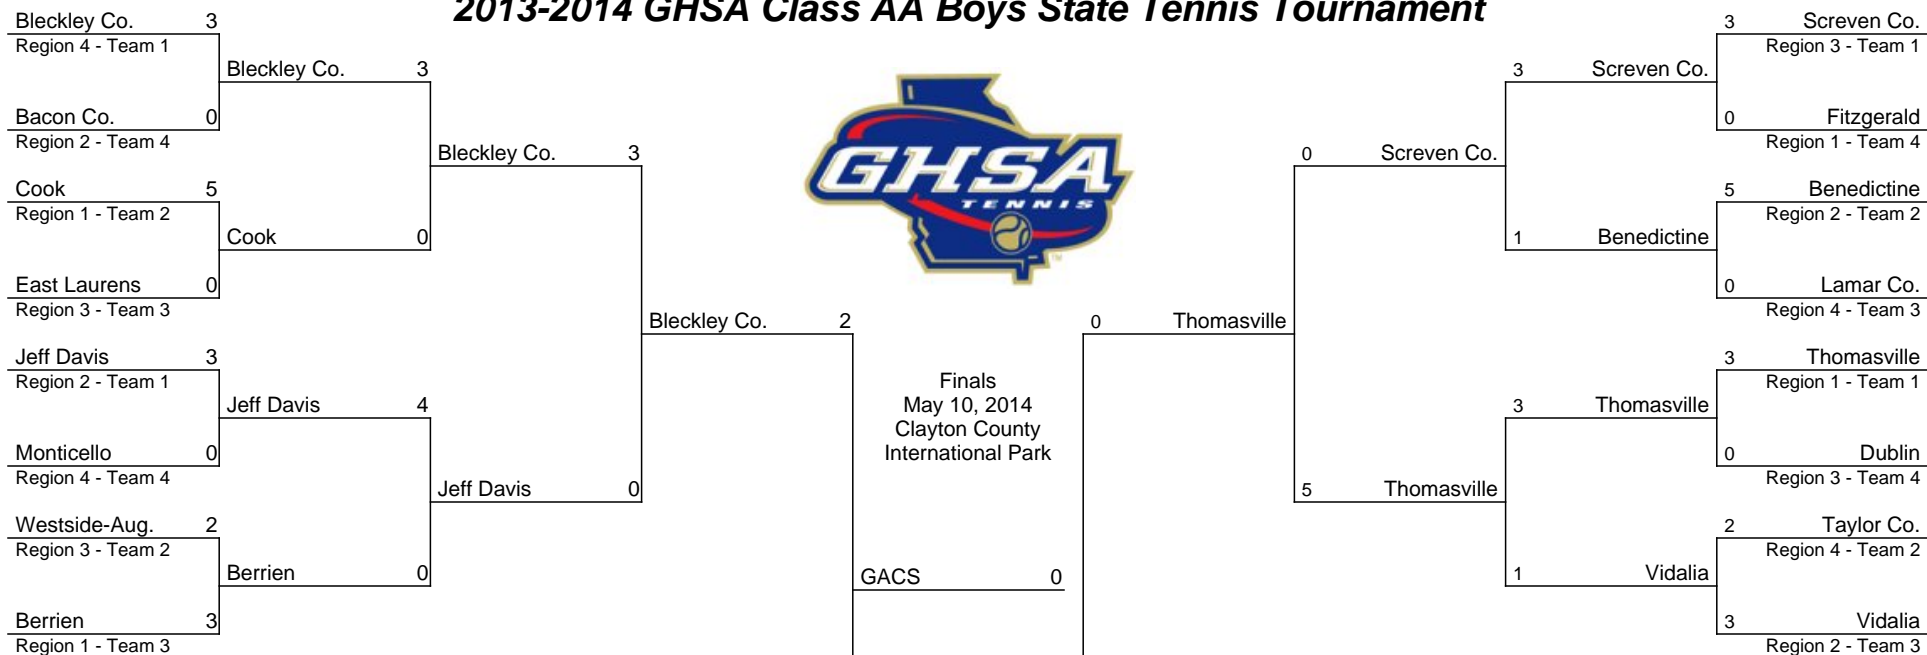 2013-2014 GHSA Class AA Boys State Tennis Tournament
Bleckley Co. 3
Region 4 - Team 1
Bacon Co. 0
Region 2 - Team 4
Cook 5
Region 1 - Team 2
East Laurens 0
Region 3 - Team 3
Jeff Davis 3
Region 2 - Team 1
Monticello 0
Region 4 - Team 4
Westside-Aug. 2
Region 3 - Team 2
Berrien 3
Region 1 - Team 3
Bleckley Co. 3
Cook 0
Jeff Davis 4
Berrien 0
Bleckley Co. 3
Jeff Davis 0
Bleckley Co. 2
GHSA
TENNIS
TM
Finals
May 10, 2014
Clayton County
International Park
GACS 0
0 Thomasville
0 Screven Co.
5 Thomasville
3 Screven Co.
1 Benedictine
3 Thomasville
1 Vidalia
3 Screven Co.
Region 3 - Team 1
0 Fitzgerald
Region 1 - Team 4
5 Benedictine
Region 2 - Team 2
0 Lamar Co.
Region 4 - Team 3
3 Thomasville
Region 1 - Team 1
0 Dublin
Region 3 - Team 4
2 Taylor Co.
Region 4 - Team 2
3 Vidalia
Region 2 - Team 3